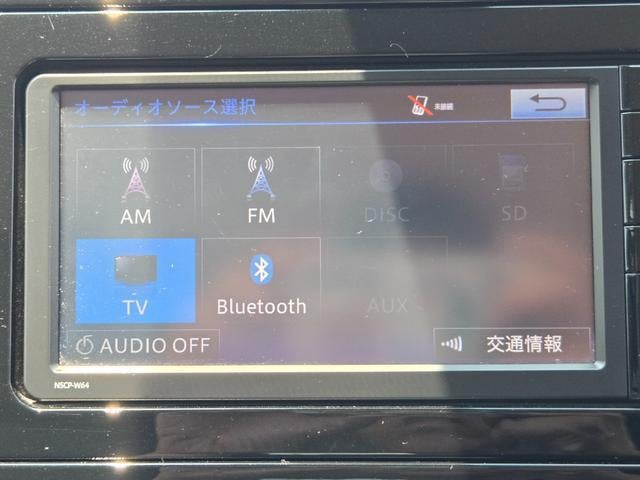 オーディオソース選択
未接続
AM
FM
DISC
SD
TV
Bluetooth
AUX
AUDIO OFF
交通情報
NSCP-W64